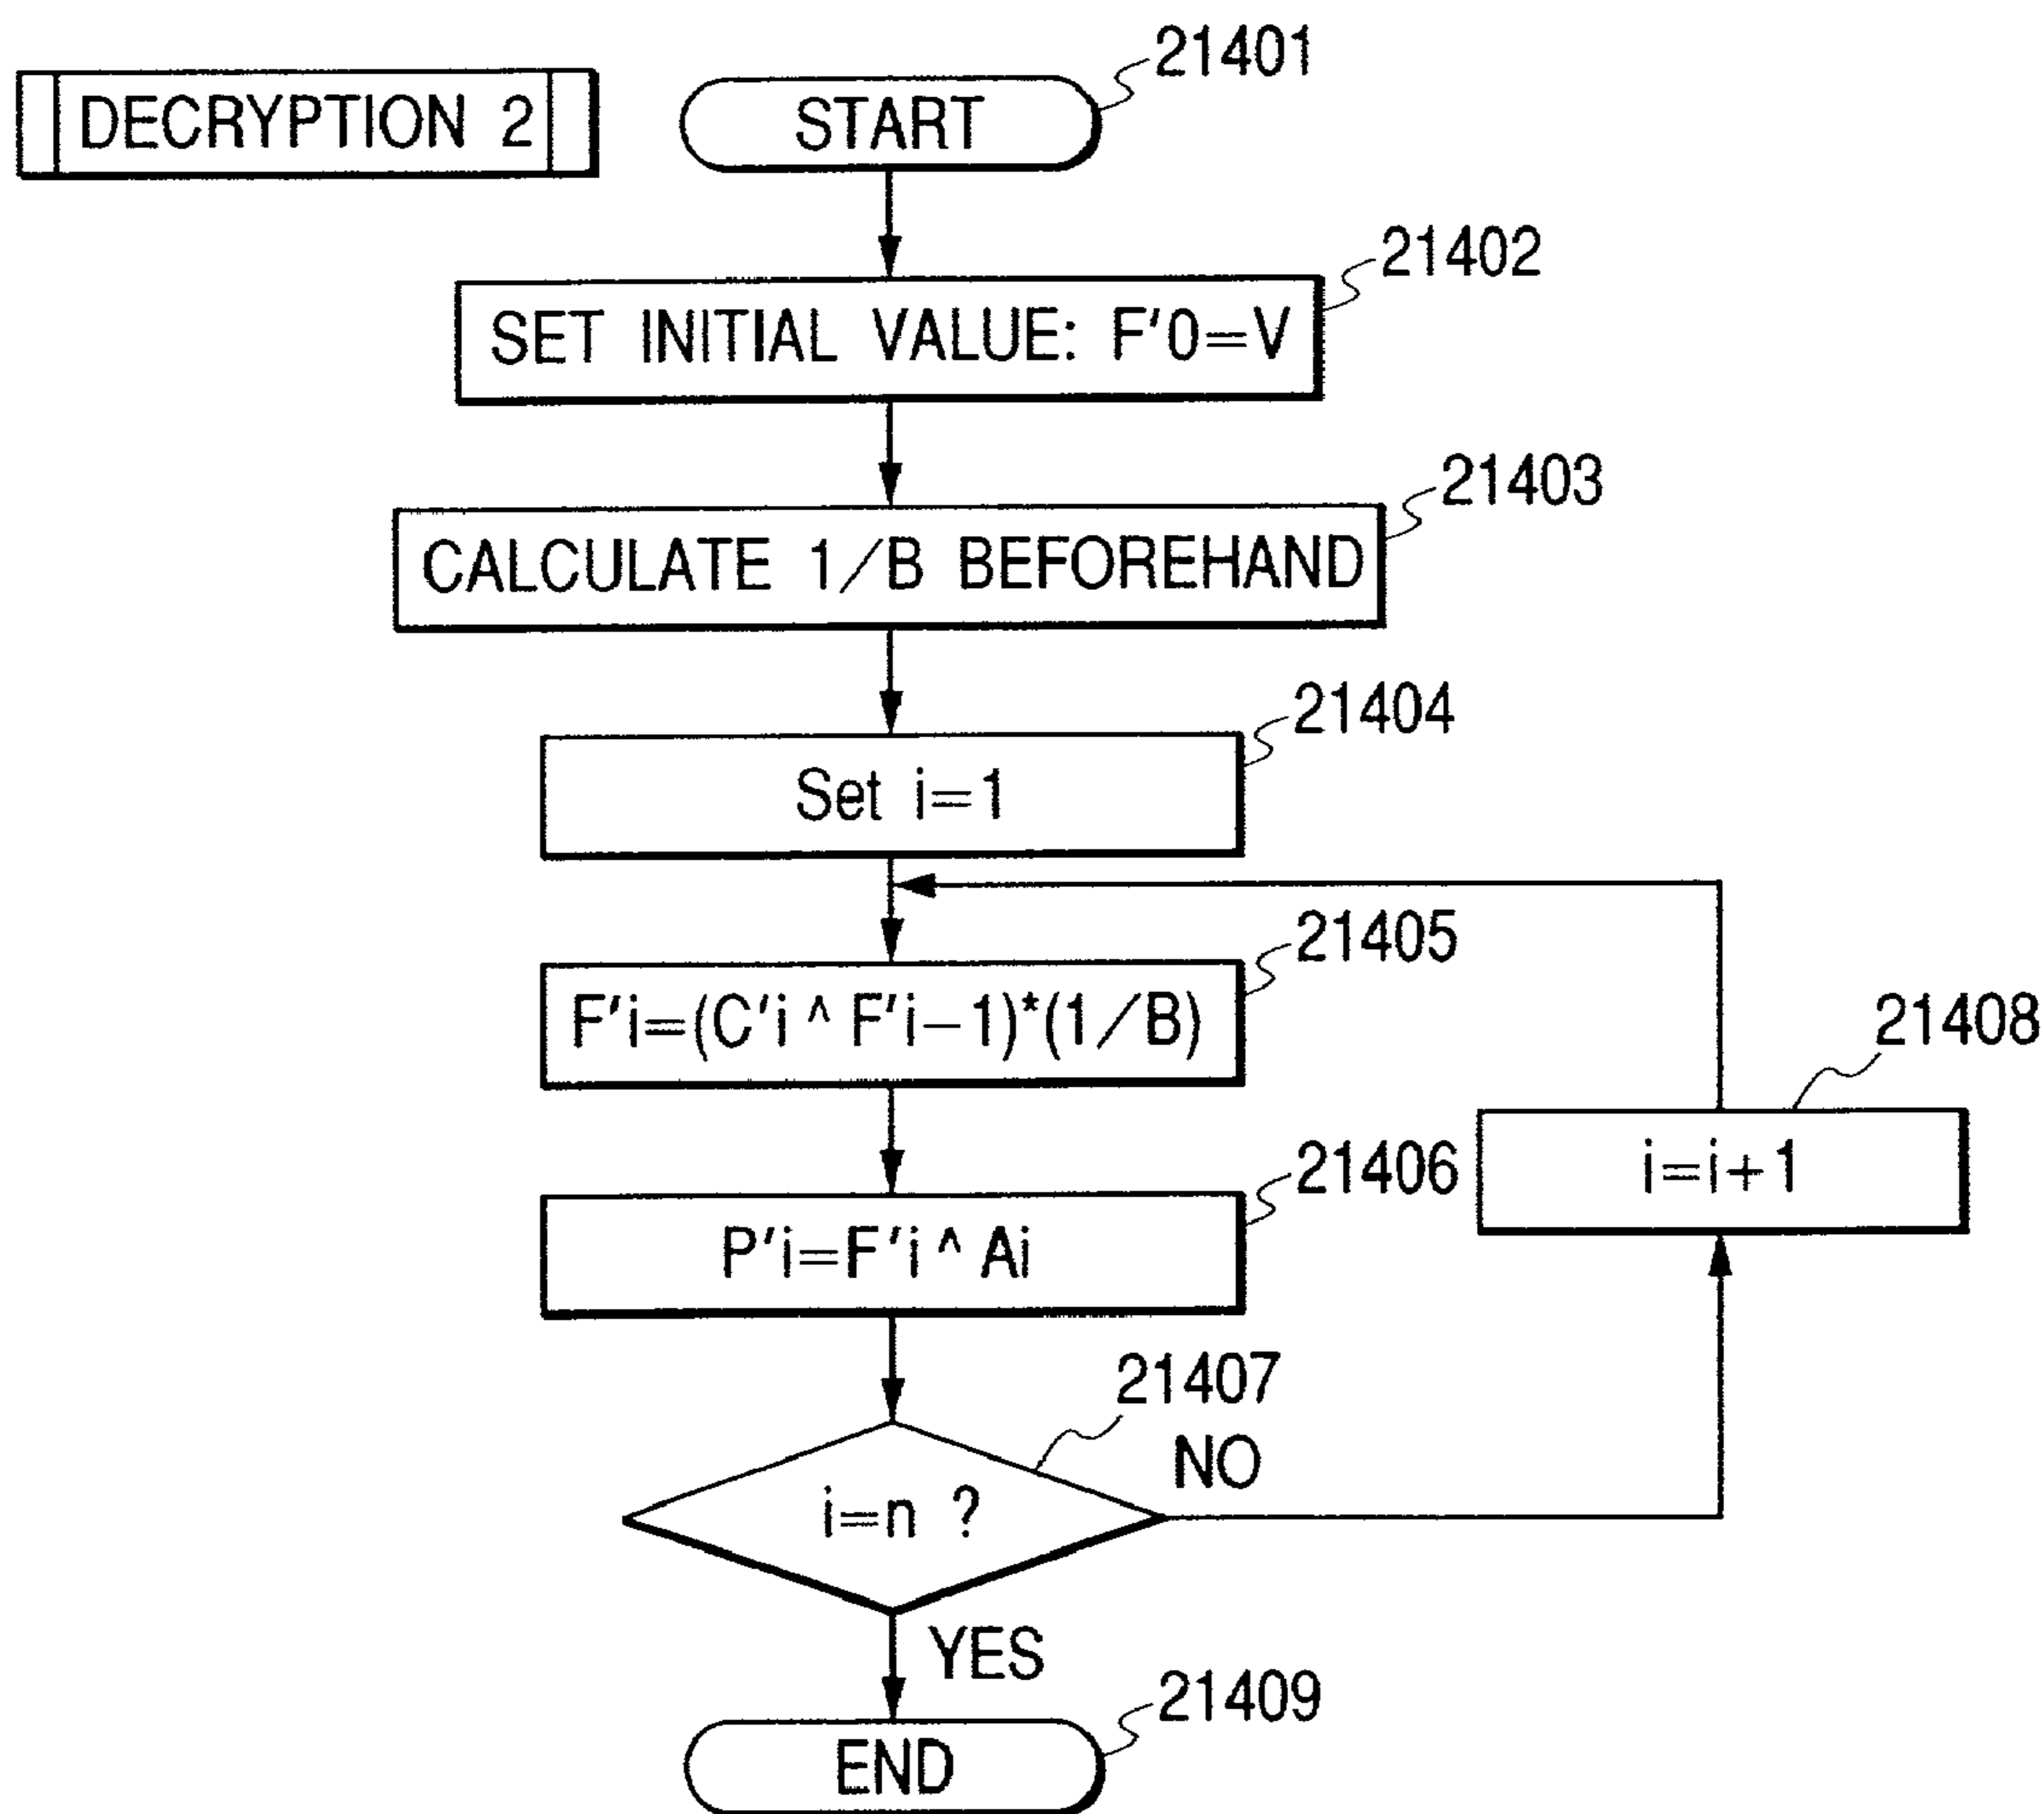 DECRYPTION 2
START
21401
SET INITIAL VALUE: F'0=V
21402
CALCULATE 1/B BEFOREHAND
21403
Set i=1
21404
F'i=(C'i ^ F'i-1)*(1/B)
21405
P'i=F'i ^ Ai
21406
i=i+1
21408
i=n ?
21407
NO
YES
END
21409